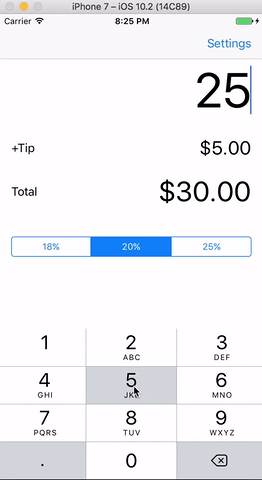 iPhone 7 – iOS 10.2 (14C89)
Carrier 8:25 PM
Settings
25
+Tip $5.00
Total $30.00
18% 20% 25%
1 2 3
ABC DEF
4 5 6
GHI JKL MNO
7 8 9
PQRS TUV WXYZ
. 0